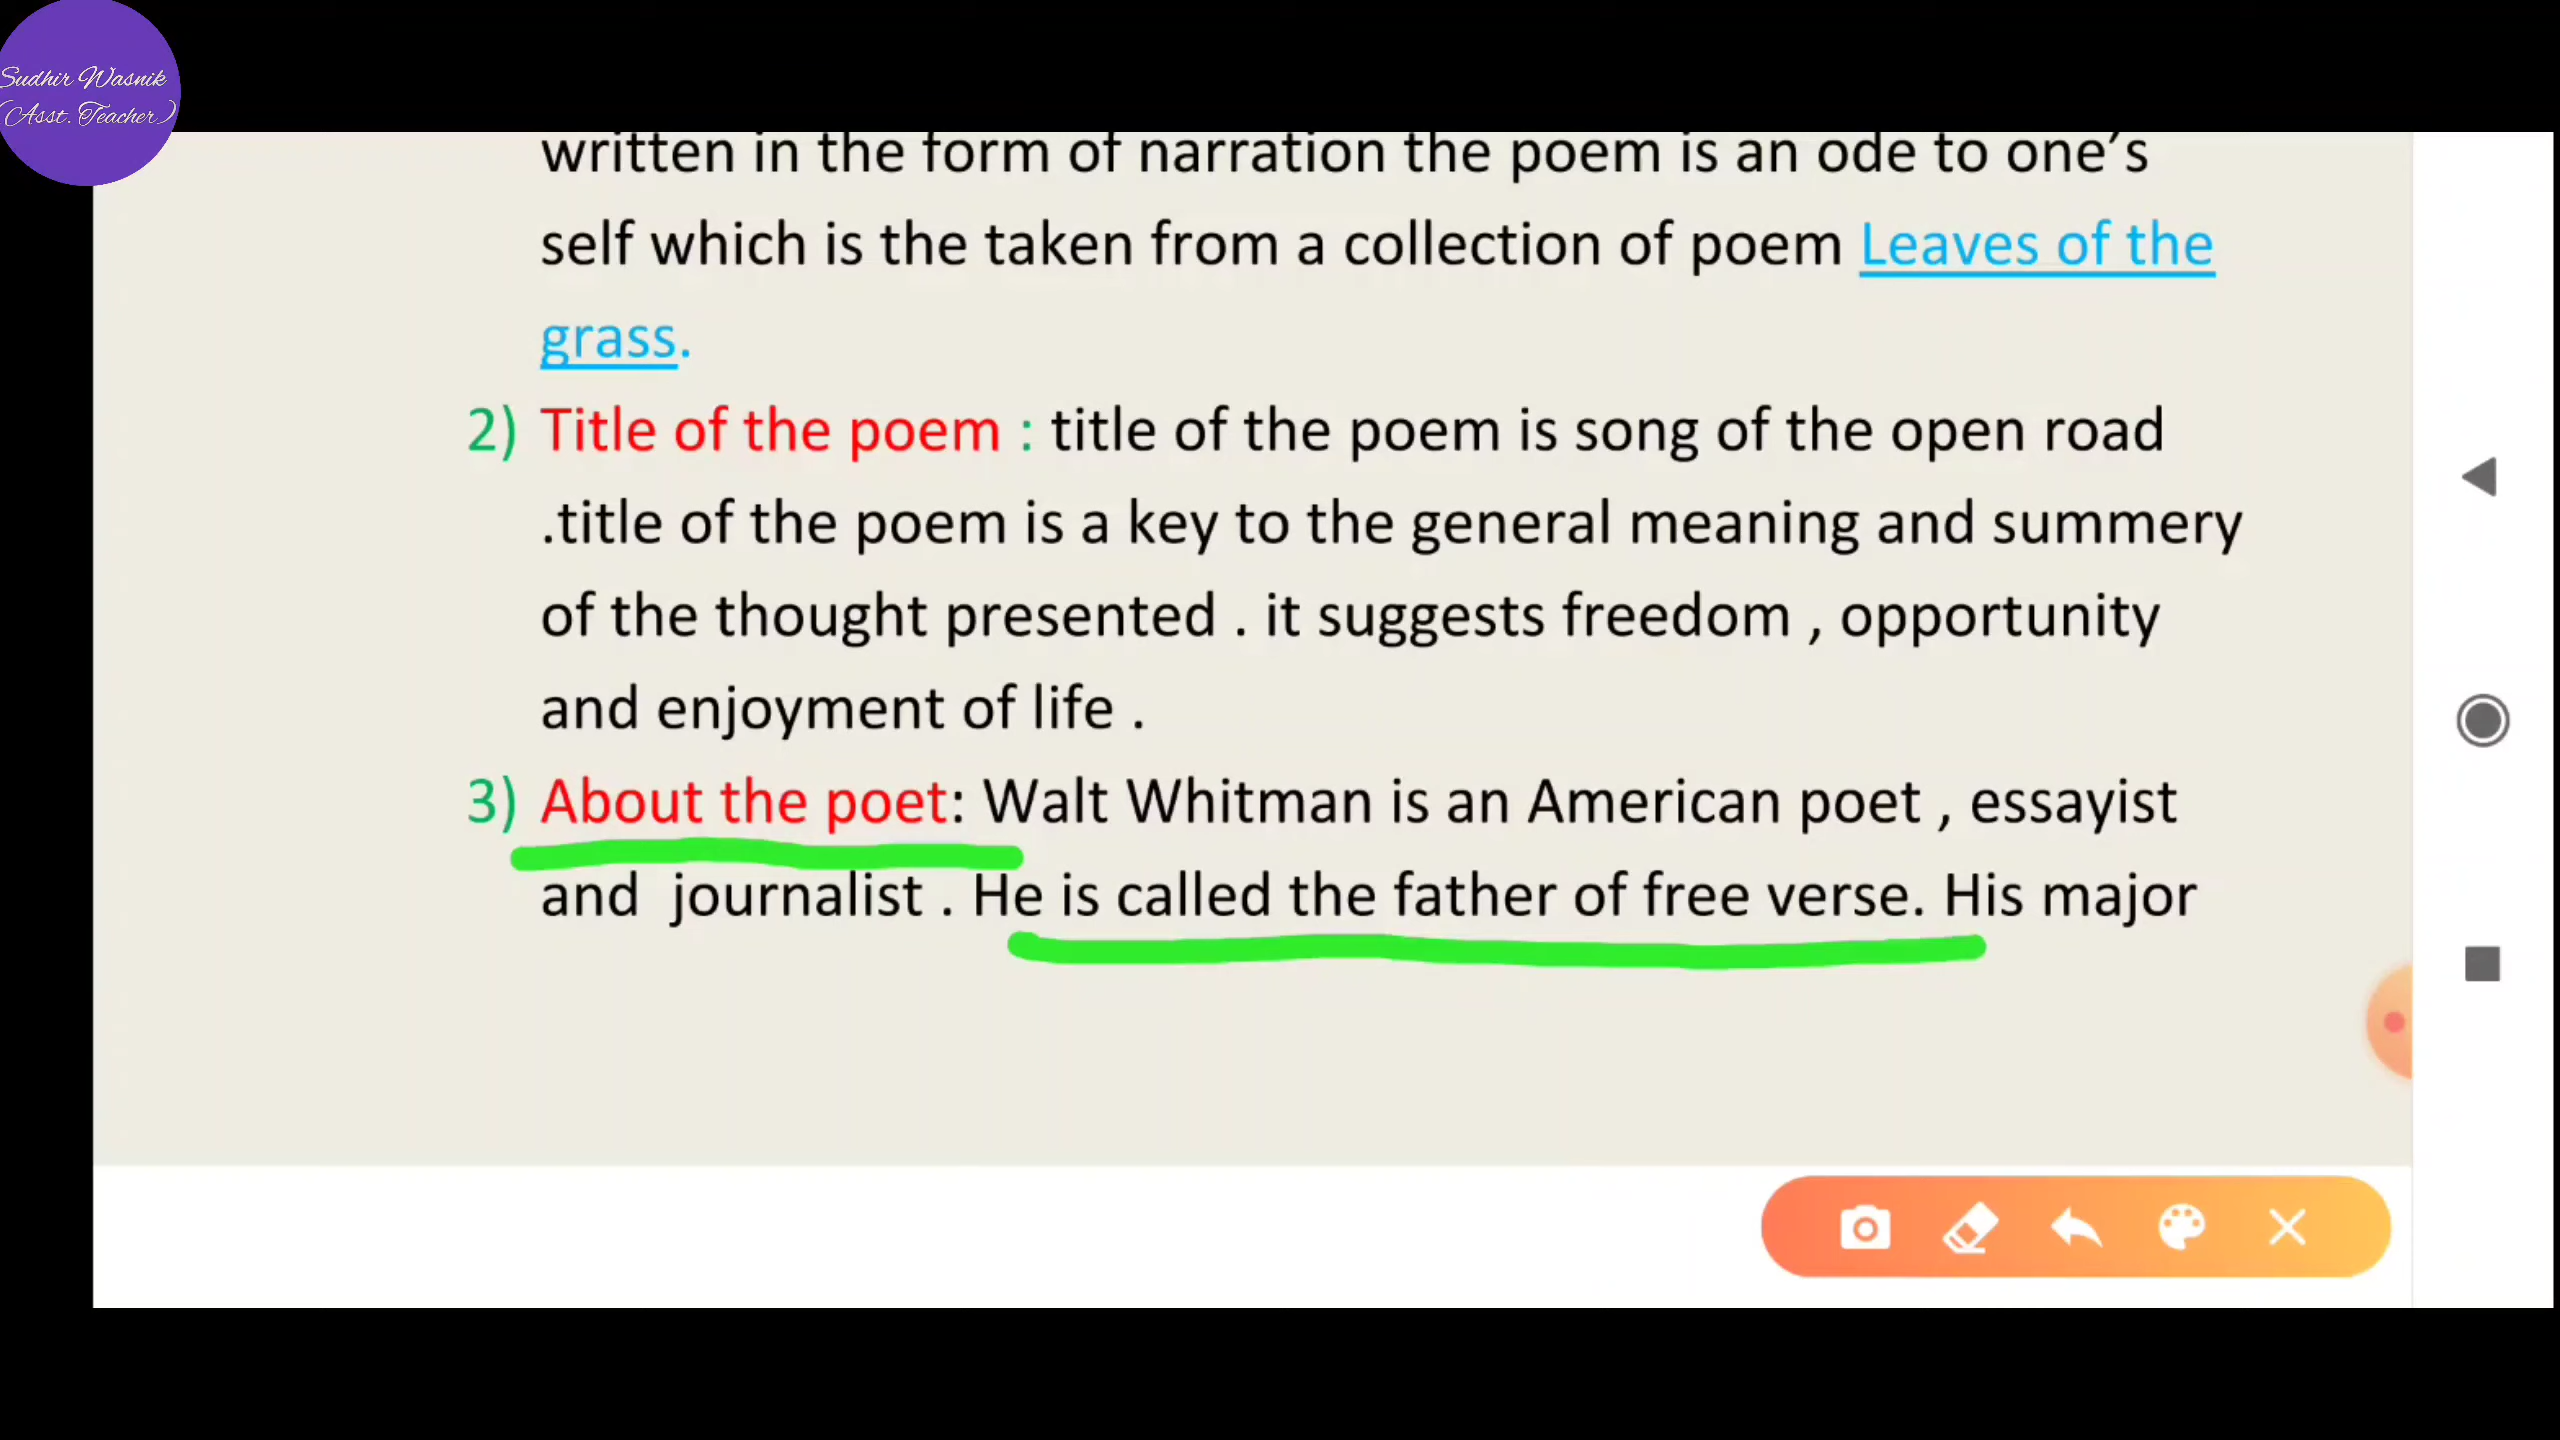 Sudhir Wasnik
(Asst. Teacher)
written in the form of narration the poem is an ode to one's
self which is the taken from a collection of poem Leaves of the
grass.
2) Title of the poem : title of the poem is song of the open road
.title of the poem is a key to the general meaning and summery
of the thought presented . it suggests freedom , opportunity
and enjoyment of life .
3) About the poet: Walt Whitman is an American poet , essayist
and journalist . He is called the father of free verse. His major